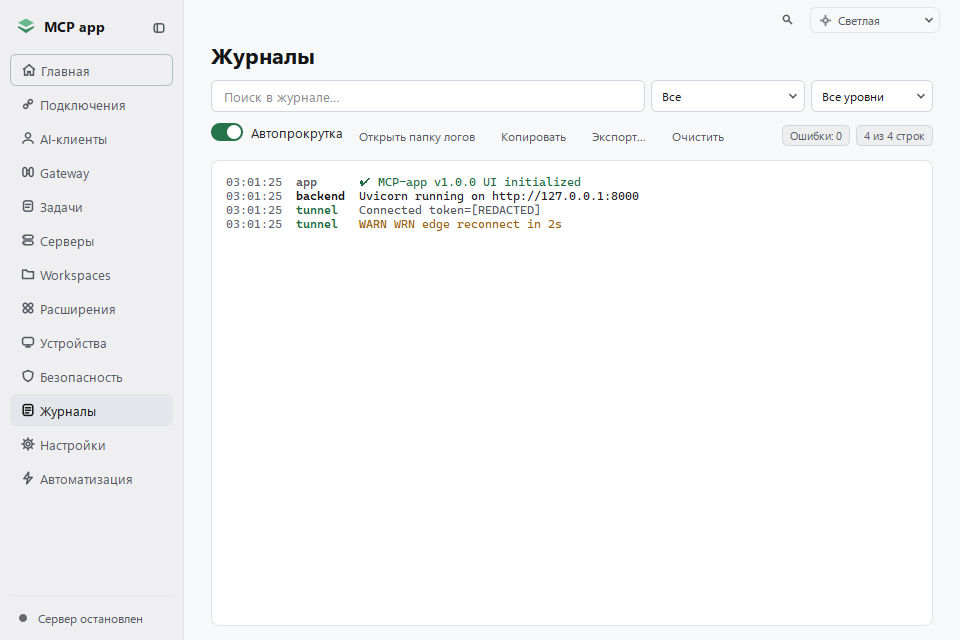 MCP app
Главная
Подключения
AI-клиенты
Gateway
Задачи
Серверы
Workspaces
Расширения
Устройства
Безопасность
Журналы
Настройки
Автоматизация
Сервер остановлен
Светлая
Журналы
Поиск в журнале...
Все
Все уровни
Автопрокрутка
Открыть папку логов
Копировать
Экспорт...
Очистить
Ошибки: 0
4 из 4 строк
03:01:25 app ✔ MCP-app v1.0.0 UI initialized
03:01:25 backend Uvicorn running on http://127.0.0.1:8000
03:01:25 tunnel Connected token=[REDACTED]
03:01:25 tunnel WARN WRN edge reconnect in 2s